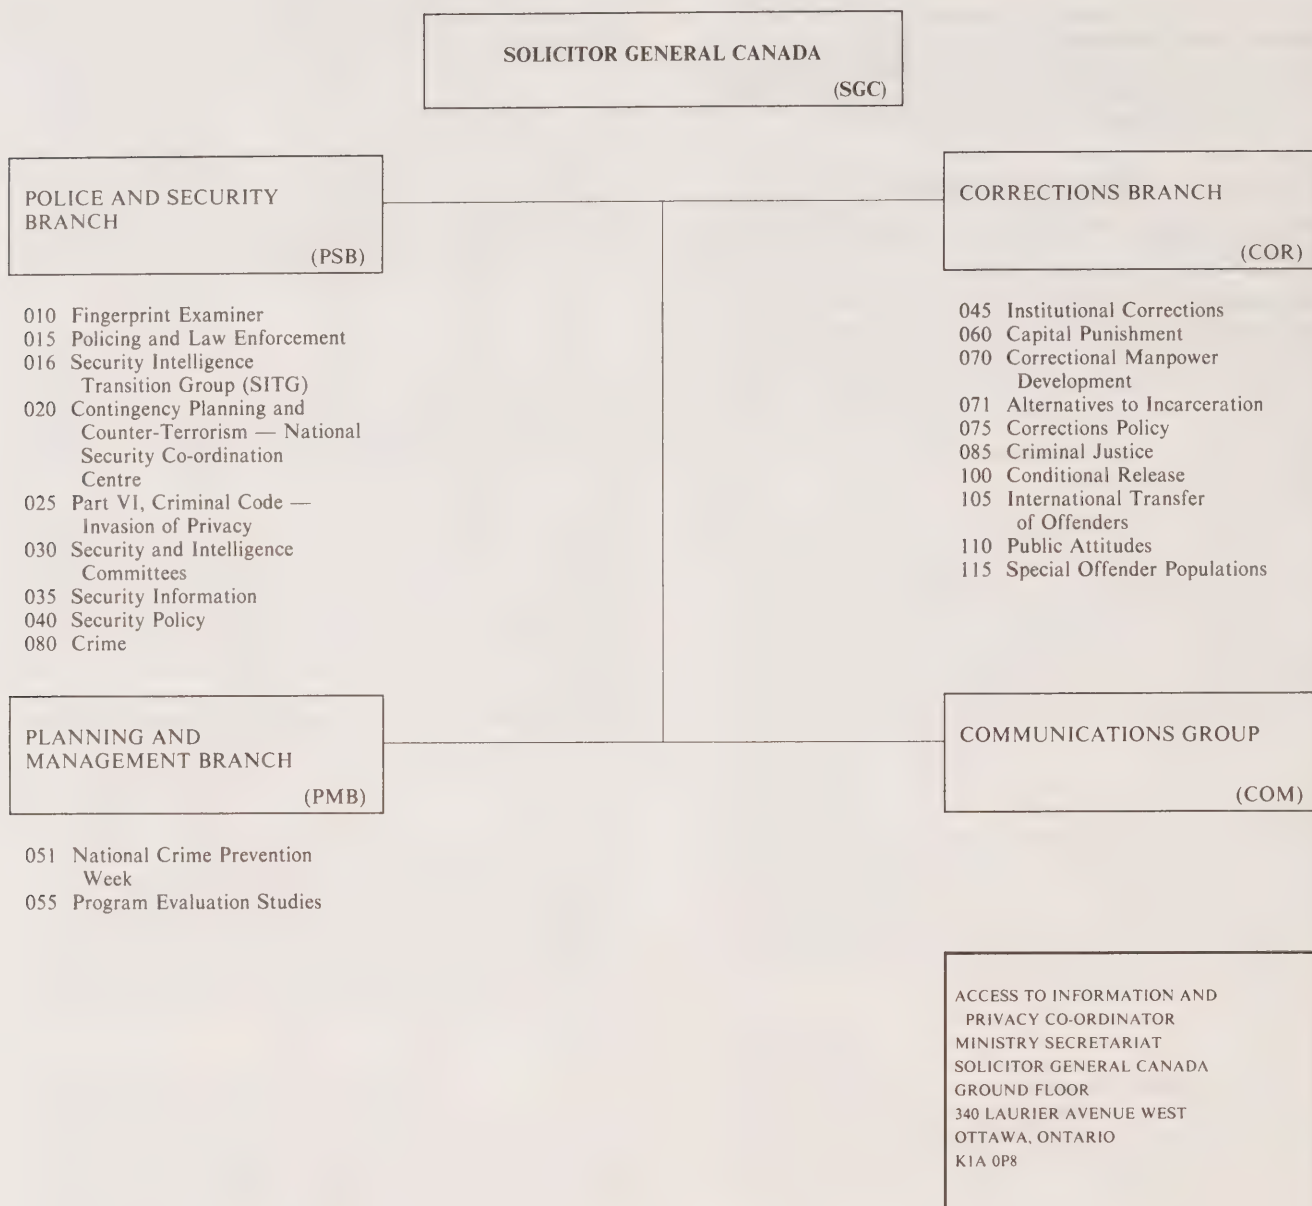 SOLICITOR GENERAL CANADA
(SGC)
POLICE AND SECURITY
BRANCH
(PSB)
010 Fingerprint Examiner
015 Policing and Law Enforcement
016 Security Intelligence
Transition Group (SITG)
020 Contingency Planning and
Counter-Terrorism — National
Security Co-ordination
Centre
025 Part VI, Criminal Code —
Invasion of Privacy
030 Security and Intelligence
Committees
035 Security Information
040 Security Policy
080 Crime
CORRECTIONS BRANCH
(COR)
045 Institutional Corrections
060 Capital Punishment
070 Correctional Manpower
Development
071 Alternatives to Incarceration
075 Corrections Policy
085 Criminal Justice
100 Conditional Release
105 International Transfer
of Offenders
110 Public Attitudes
115 Special Offender Populations
PLANNING AND
MANAGEMENT BRANCH
(PMB)
051 National Crime Prevention
Week
055 Program Evaluation Studies
COMMUNICATIONS GROUP
(COM)
ACCESS TO INFORMATION AND
PRIVACY CO-ORDINATOR
MINISTRY SECRETARIAT
SOLICITOR GENERAL CANADA
GROUND FLOOR
340 LAURIER AVENUE WEST
OTTAWA, ONTARIO
K1A 0P8